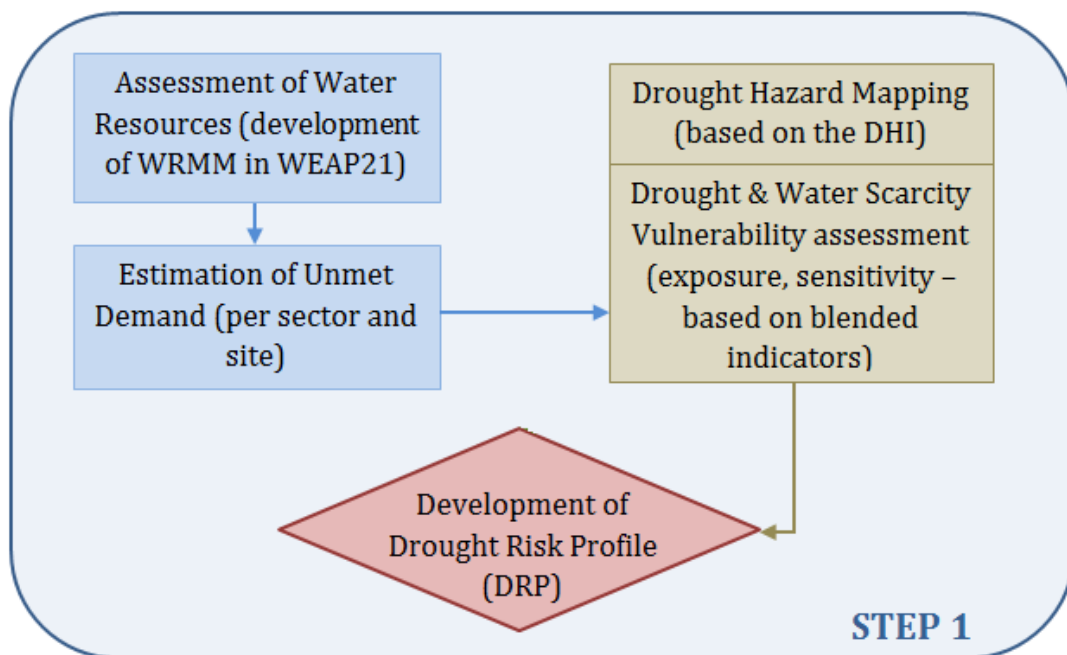 Assessment of Water
Resources (development
of WRMM in WEAP21)
Estimation of Unmet
Demand (per sector and
site)
Drought Hazard Mapping
(based on the DHI)
Drought & Water Scarcity
Vulnerability assessment
(exposure, sensitivity –
based on blended
indicators)
Development of
Drought Risk Profile
(DRP)
STEP 1